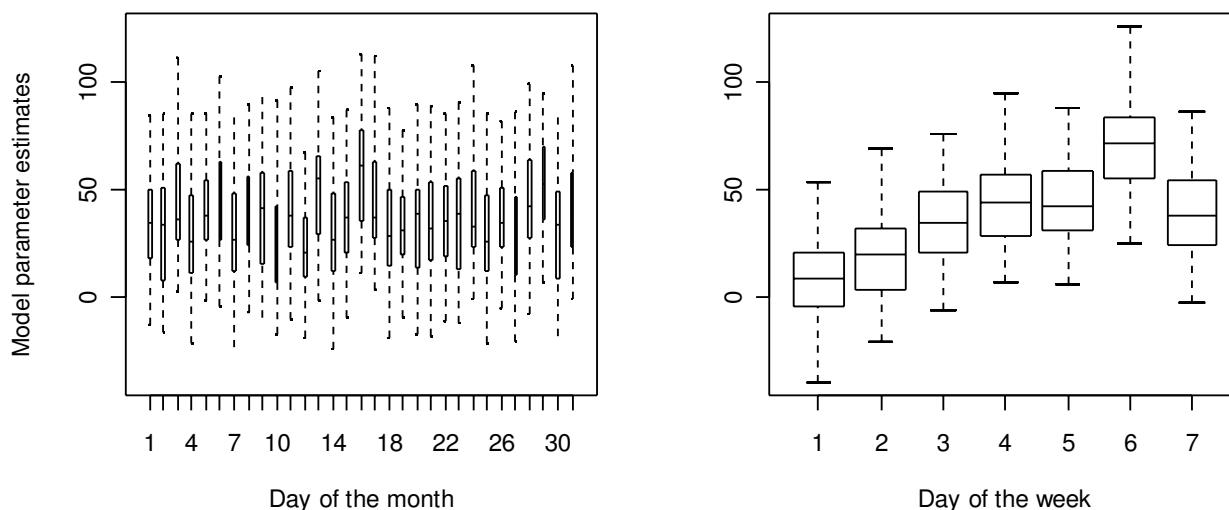 Model parameter estimates
100
50
0
1 4 7 10 14 18 22 26 30
Day of the month
100
50
0
1 2 3 4 5 6 7
Day of the week